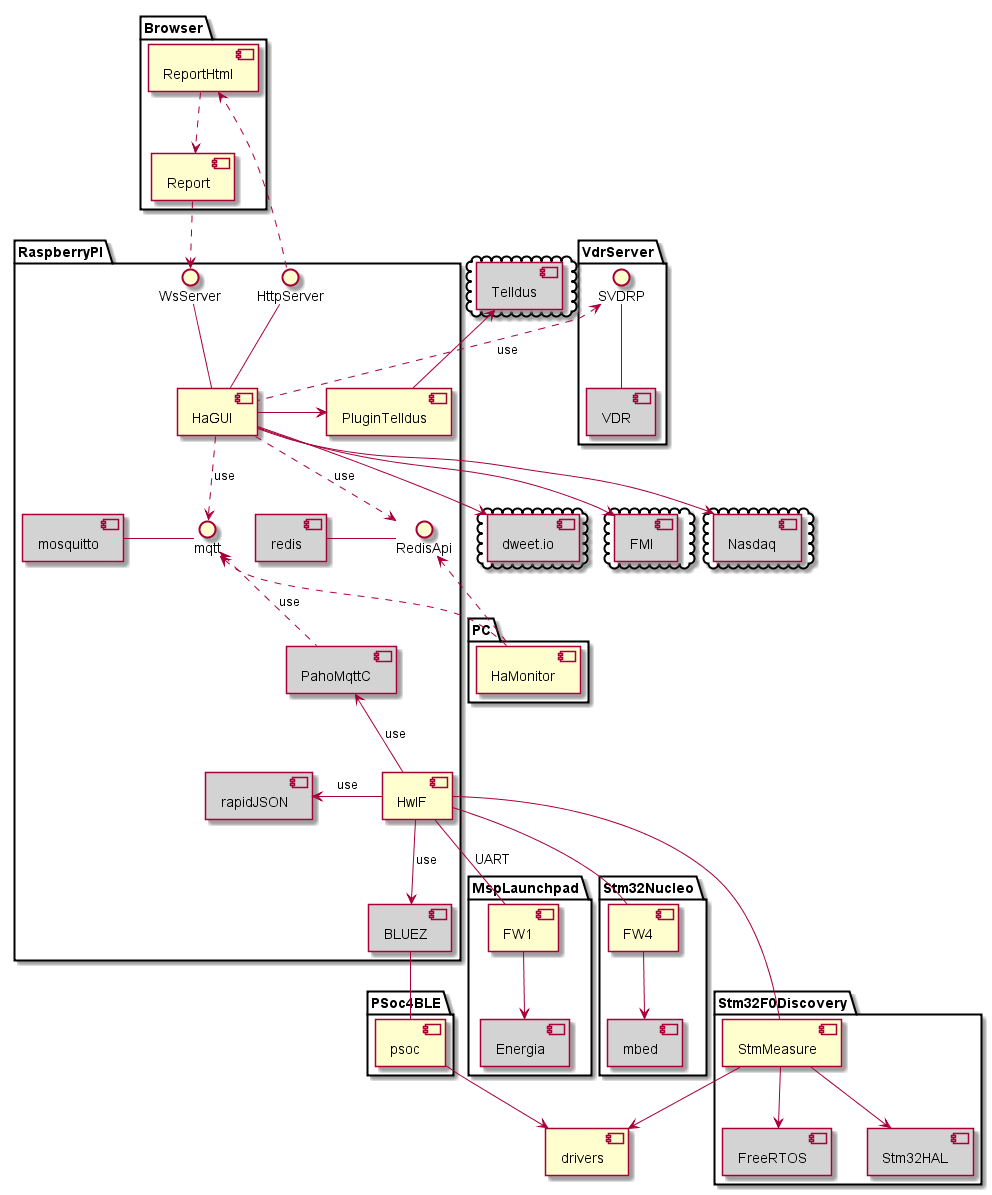 Browser
ReportHtml
Report
RaspberryPI
VdrServer
Telldus
WsServer
HttpServer
SVDRP
use
HaGUI
PluginTelldus
VDR
use
use
mosquitto
mqtt
redis
RedisApi
dweet.io
FMI
Nasdaq
use
PC
PahoMqttC
HaMonitor
use
rapidJSON
use
HwIF
use
UART
MspLaunchpad
Stm32Nucleo
BLUEZ
FW1
FW4
PSoc4BLE
Stm32F0Discovery
psoc
Energia
mbed
StmMeasure
drivers
FreeRTOS
Stm32HAL